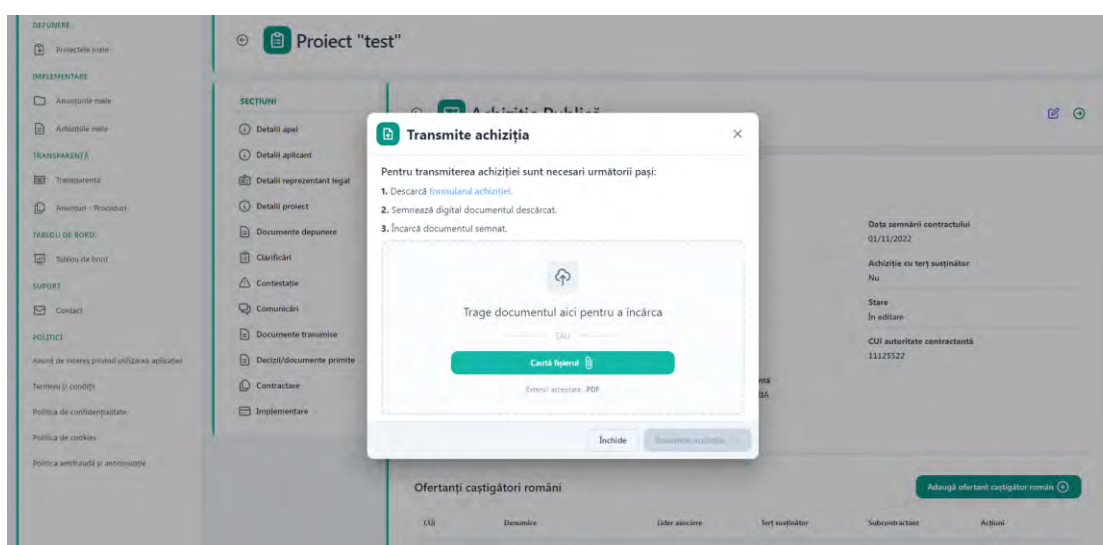 DEPUNERE
Proiectele mele
IMPLEMENTARE
Anunțurile mele
Achizițiile mele
TRANSPARENȚĂ
Transparență
Anunțuri - Proceduri
TABLOU DE BORD
Tablou de bord
SUPORT
Contact
POLITICI
Anunț de interes privind utilizarea aplicației
Termeni și condiții
Politica de confidențialitate
Politica de cookies
Politica antifraudă și anticorupție
Proiect "test"
SECȚIUNI
Detalii apel
Detalii aplicant
Detalii reprezentant legal
Detalii proiect
Documente depunere
Clarificări
Contestație
Comunicări
Documente transmise
Decizii/documente primite
Contractare
Implementare
Achiziție Publică
Transmite achiziția
Pentru transmiterea achiziției sunt necesari următorii pași:
1. Descarcă formularul achiziției.
2. Semnează digital documentul descărcat.
3. Încarcă documentul semnat.
Trage documentul aici pentru a încărca
SAU
Caută fișierul
Extensii acceptate: .PDF
Închide
Transmite achiziția
Data semnării contractului
01/11/2022
Achiziție cu terț susținător
Nu
Stare
În editare
CUI autoritate contractantă
11125522
Ofertanți caștigători români
Adaugă ofertant caștigător român
CUI Denumire Lider asociere Terț susținător Subcontractant Acțiuni